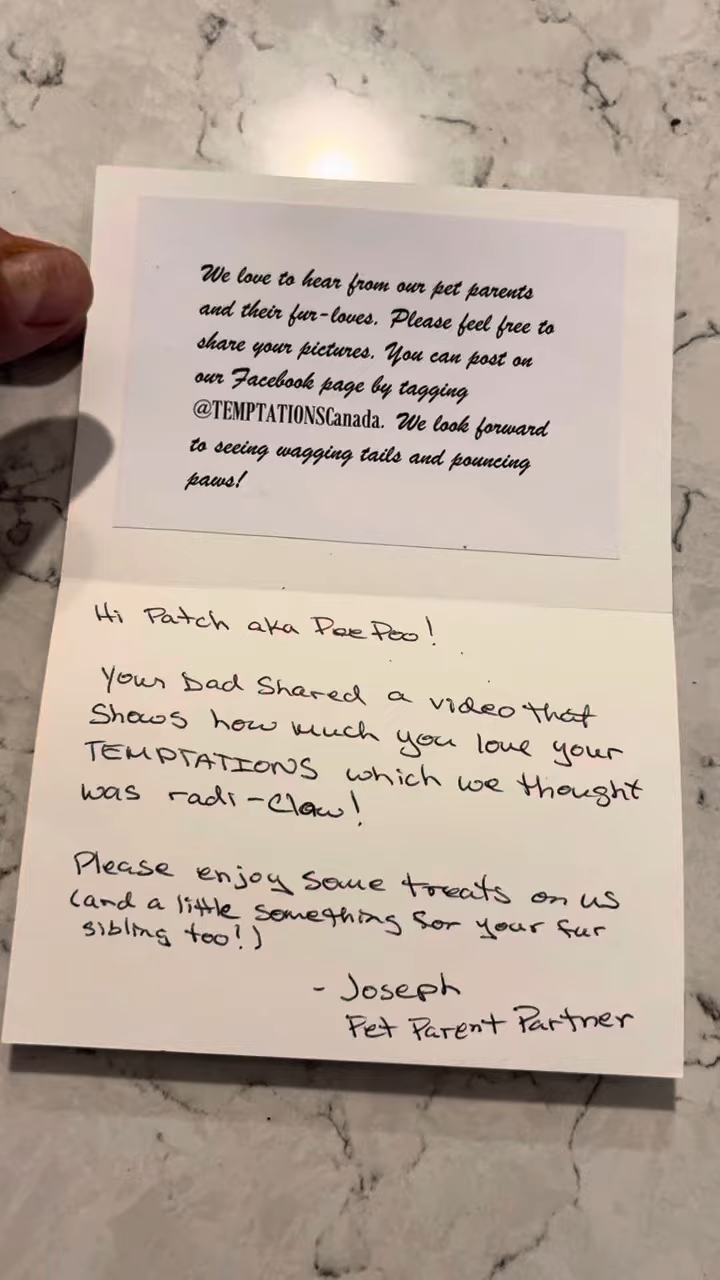 We love to hear from our pet parents
and their fur-loves. Please feel free to
share your pictures. You can post on
our Facebook page by tagging
@TEMPTATIONSCanada. We look forward
to seeing wagging tails and pouncing
paws!
Hi Patch aka PeePoo!
Your Dad Shared a video that
Shows how much you love your
TEMPTATIONS which we thought
was radi-Claw!
Please enjoy some treats on us
(and a little something for your fur
sibling too!)
- Joseph
Pet Parent Partner